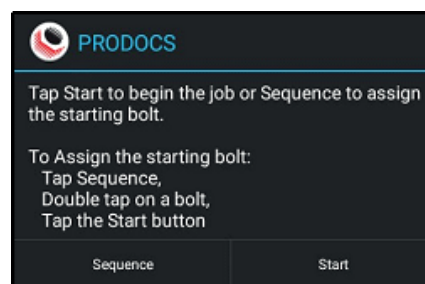 PRODOCS
Tap Start to begin the job or Sequence to assign
the starting bolt.
To Assign the starting bolt:
Tap Sequence,
Double tap on a bolt,
Tap the Start button
Sequence
Start